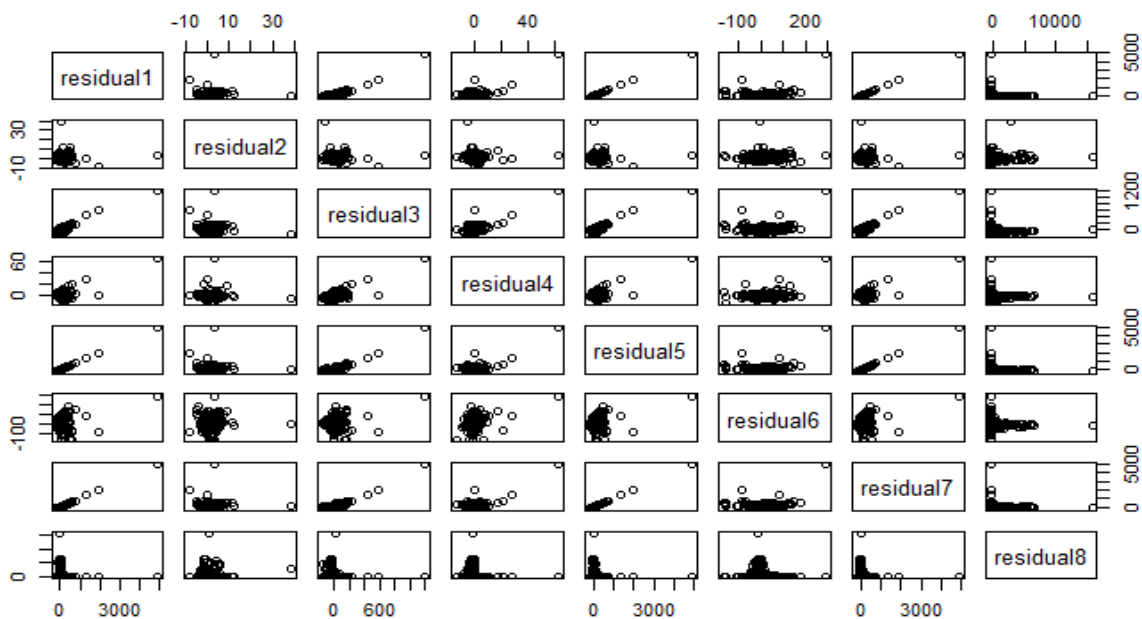 -10 10 30 0 40 -100 200 0 10000
residual1 5000 0
30 -10 residual2
residual3 1200 0
60 0 residual4
residual5 5000 0
-100 residual6
residual7 5000 0
0 residual8
0 3000 0 600 0 3000 0 3000